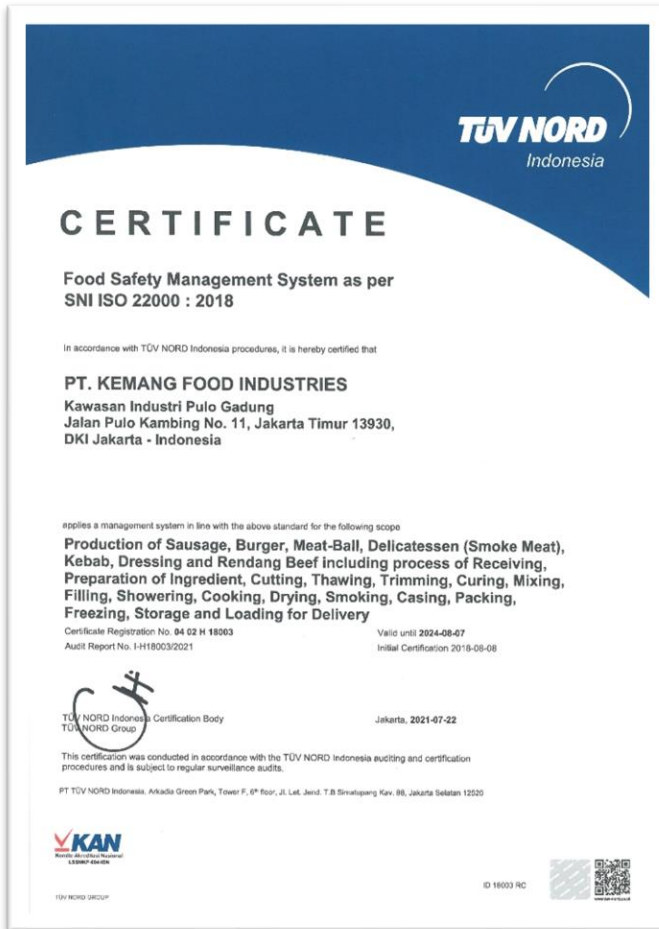 TÜV NORD
Indonesia
CERTIFICATE
Food Safety Management System as per
SNI ISO 22000 : 2018
In accordance with TÜV NORD Indonesia procedures, it is hereby certified that
PT. KEMANG FOOD INDUSTRIES
Kawasan Industri Pulo Gadung
Jalan Pulo Kambing No. 11, Jakarta Timur 13930,
DKI Jakarta - Indonesia
applies a management system in line with the above standard for the following scope
Production of Sausage, Burger, Meat-Ball, Delicatessen (Smoke Meat),
Kebab, Dressing and Rendang Beef including process of Receiving,
Preparation of Ingredient, Cutting, Thawing, Trimming, Curing, Mixing,
Filling, Showering, Cooking, Drying, Smoking, Casing, Packing,
Freezing, Storage and Loading for Delivery
Certificate Registration No. 04 02 H 18003
Valid until 2024-08-07
Audit Report No. I-H18003/2021
Initial Certification 2018-08-08
TÜV NORD Indonesia Certification Body
TÜV NORD Group
Jakarta, 2021-07-22
This certification was conducted in accordance with the TÜV NORD Indonesia auditing and certification
procedures and is subject to regular surveillance audits.
PT TÜV NORD Indonesia, Arkadia Green Park, Tower F, 6th floor, Jl. Let. Jend. T.B Simatupang Kav. 88, Jakarta Selatan 12520
KAN
Komite Akreditasi Nasional
ID 18003 RC
TÜV NORD GROUP